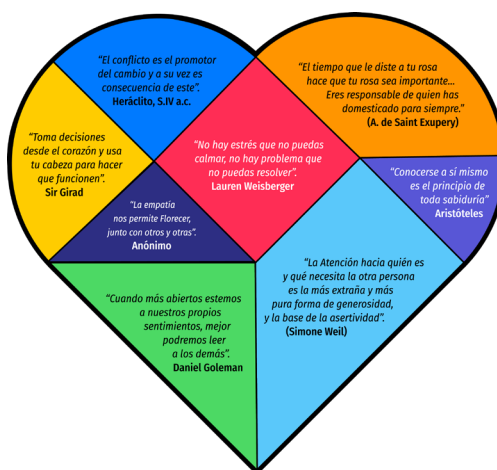 “El conflicto es el promotor
del cambio y a su vez es
consecuencia de este”.
Heráclito, S.IV a.c.
“El tiempo que le diste a tu rosa
hace que tu rosa sea importante...
Eres responsable de quien has
domesticado para siempre.”
(A. de Saint Exupery)
“Toma decisiones
desde el corazón y usa
tu cabeza para hacer
que funcionen”.
Sir Girad
“No hay estrés que no puedas
calmar, no hay problema que
no puedas resolver”.
Lauren Weisberger
“Conocerse a sí mismo
es el principio de
toda sabiduría”
Aristóteles
“La empatía
nos permite Florecer,
junto con otros y otras”.
Anónimo
“La Atención hacia quién es
y qué necesita la otra persona
es la más extraña y más
pura forma de generosidad,
y la base de la asertividad”.
(Simone Weil)
“Cuando más abiertos estemos
a nuestros propios
sentimientos, mejor
podremos leer
a los demás”.
Daniel Goleman